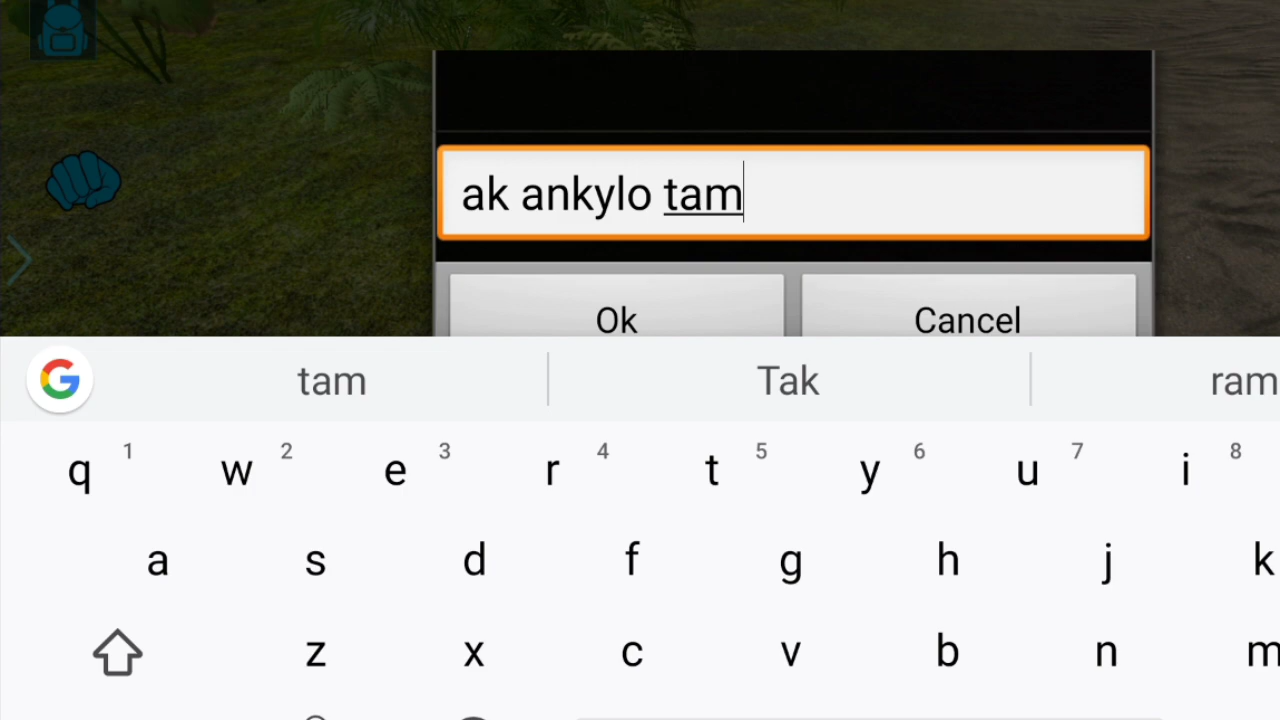 ak ankylo tam
Ok Cancel
G tam Tak ram
q 1 w 2 e 3 r 4 t 5 y 6 u 7 i 8
a s d f g h j k
z x c v b n m